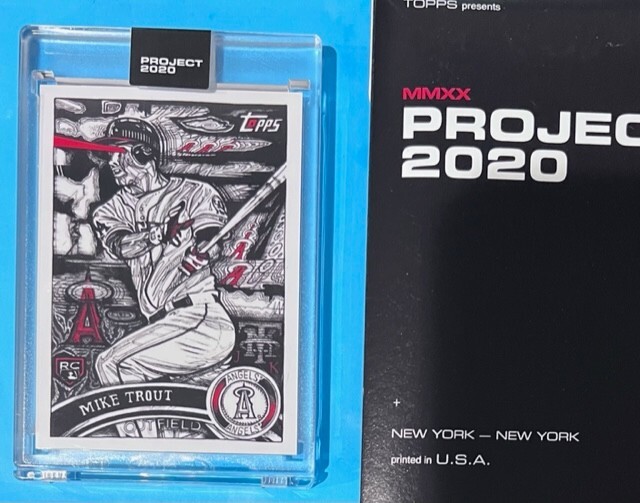 PROJECT
2020
Topps
A
RC
MIKE TROUT
OUTFIELD
ANGELS
A
ANGELS
TOPPS presents
MMXX
PROJEC
2020
NEW YORK — NEW YORK
printed in U.S.A.